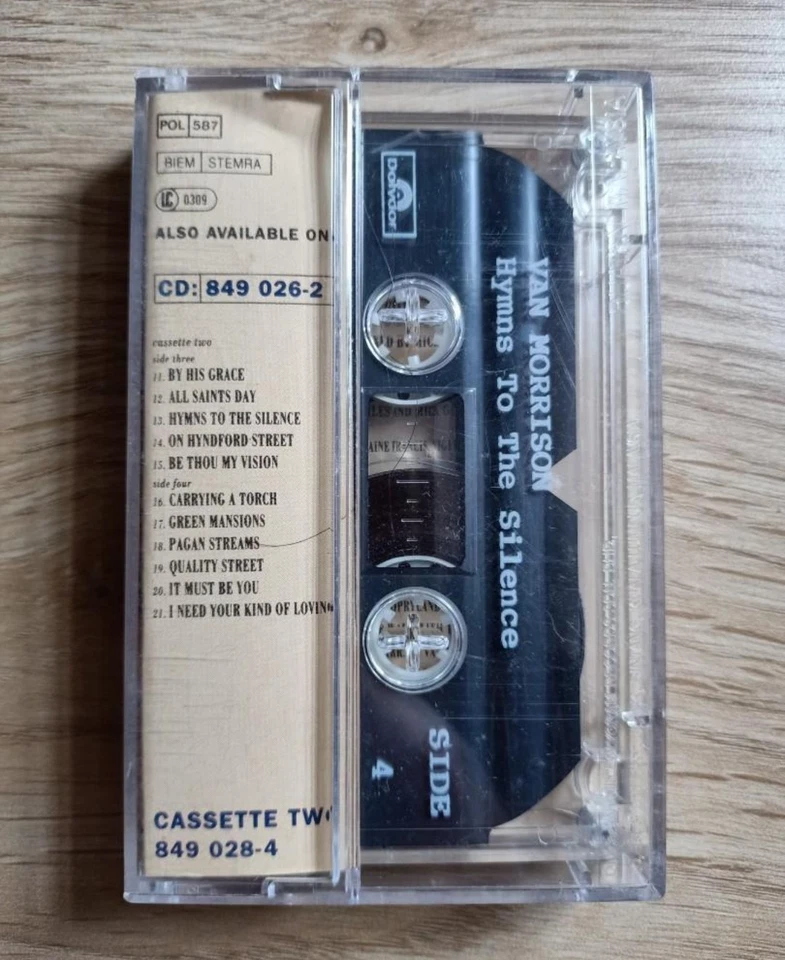 POL 587
BIEM STEMRA
LC 0309
ALSO AVAILABLE ON
CD: 849 026-2
cassette two
side three
11. BY HIS GRACE
12. ALL SAINTS DAY
13. HYMNS TO THE SILENCE
14. ON HYNDFORD STREET
15. BE THOU MY VISION
side four
16. CARRYING A TORCH
17. GREEN MANSIONS
18. PAGAN STREAMS
19. QUALITY STREET
20. IT MUST BE YOU
21. I NEED YOUR KIND OF LOVING
CASSETTE TWO
849 028-4
Polydor
VAN MORRISON
Hymns To The Silence
SIDE
4